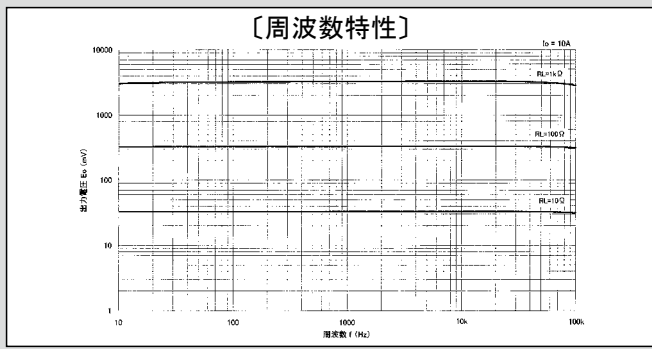 〔周波数特性〕
Io = 10A
10000
RL=1kΩ
1000
RL=100Ω
出力電圧 Eo (mV)
100
RL=10Ω
10
1
10 100 1000 10k 100k
周波数 f (Hz)